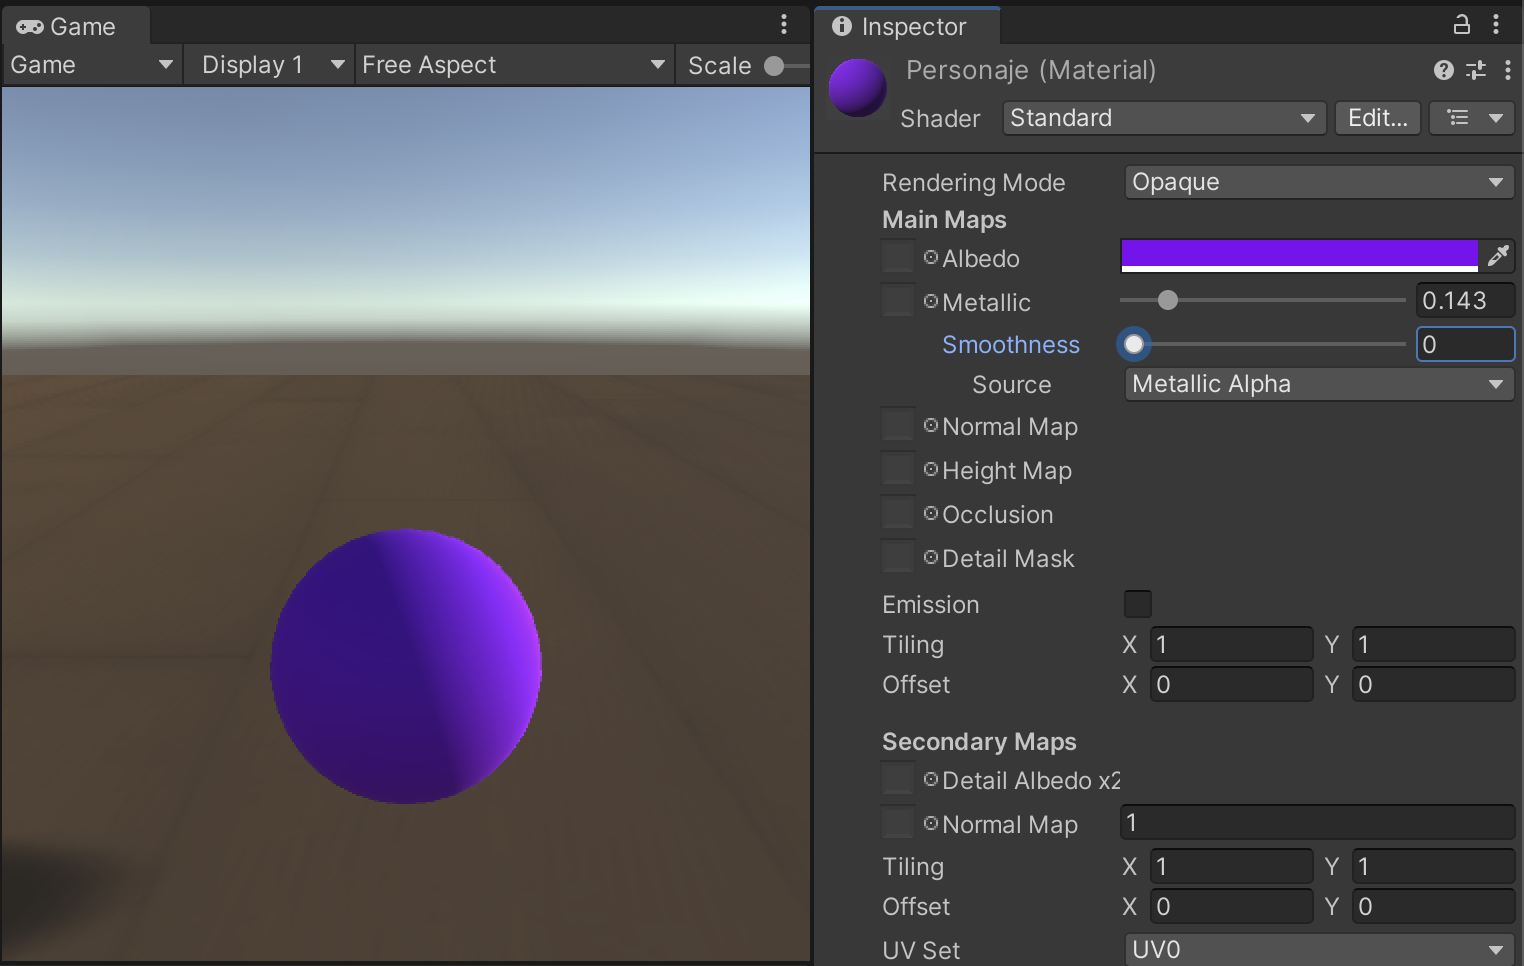 Game
Game Display 1 Free Aspect Scale
Inspector
Personaje (Material)
Shader Standard Edit...
Rendering Mode Opaque
Main Maps
Albedo
Metallic 0.143
Smoothness 0
Source Metallic Alpha
Normal Map
Height Map
Occlusion
Detail Mask
Emission
Tiling X 1 Y 1
Offset X 0 Y 0
Secondary Maps
Detail Albedo x2
Normal Map 1
Tiling X 1 Y 1
Offset X 0 Y 0
UV Set UV0